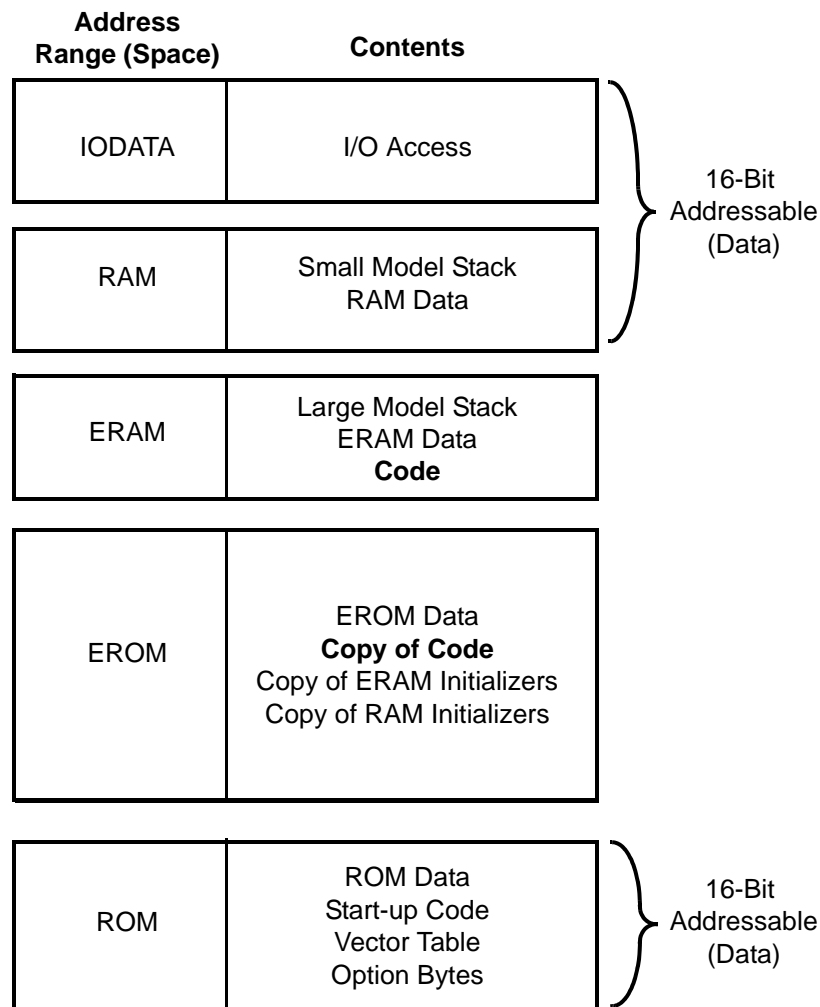 Address
Range (Space)
Contents
IODATA
I/O Access
16-Bit
Addressable
(Data)
RAM
Small Model Stack
RAM Data
ERAM
Large Model Stack
ERAM Data
Code
EROM
EROM Data
Copy of Code
Copy of ERAM Initializers
Copy of RAM Initializers
ROM
ROM Data
Start-up Code
Vector Table
Option Bytes
16-Bit
Addressable
(Data)